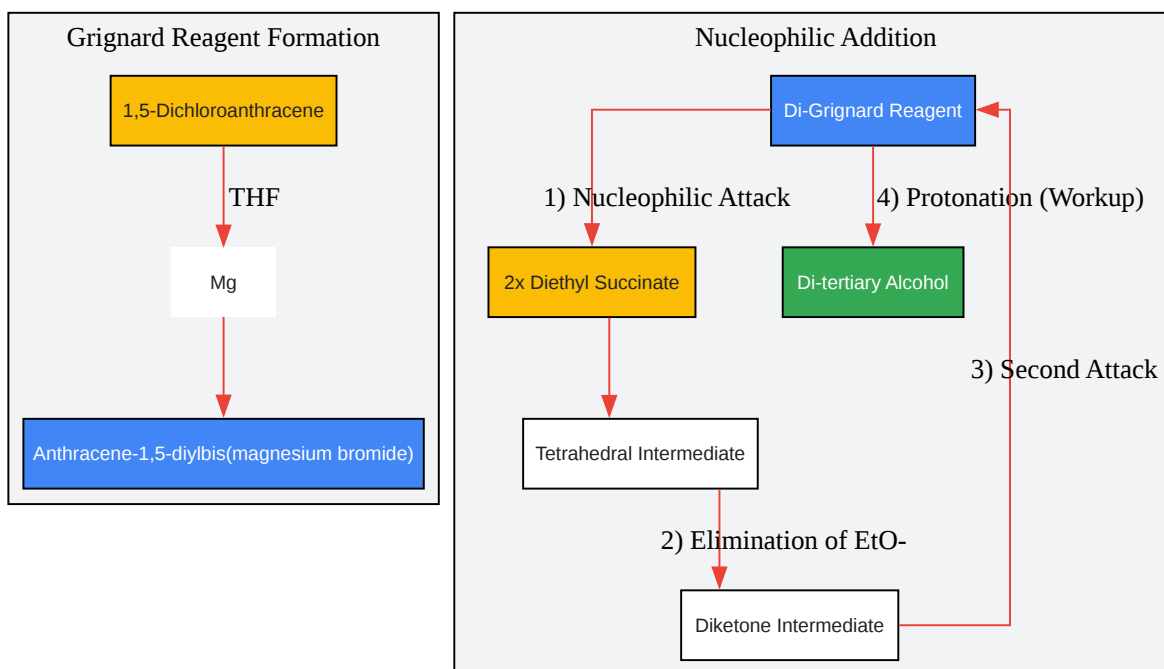 Grignard Reagent Formation
1,5-Dichloroanthracene
THF
Mg
Anthracene-1,5-diylbis(magnesium bromide)
Nucleophilic Addition
Di-Grignard Reagent
1) Nucleophilic Attack
4) Protonation (Workup)
2x Diethyl Succinate
Di-tertiary Alcohol
3) Second Attack
Tetrahedral Intermediate
2) Elimination of EtO-
Diketone Intermediate